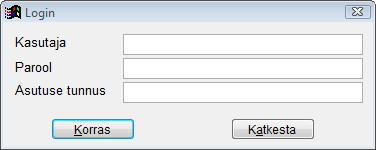 Login
Kasutaja
Parool
Asutuse tunnus
Korras
Katkesta